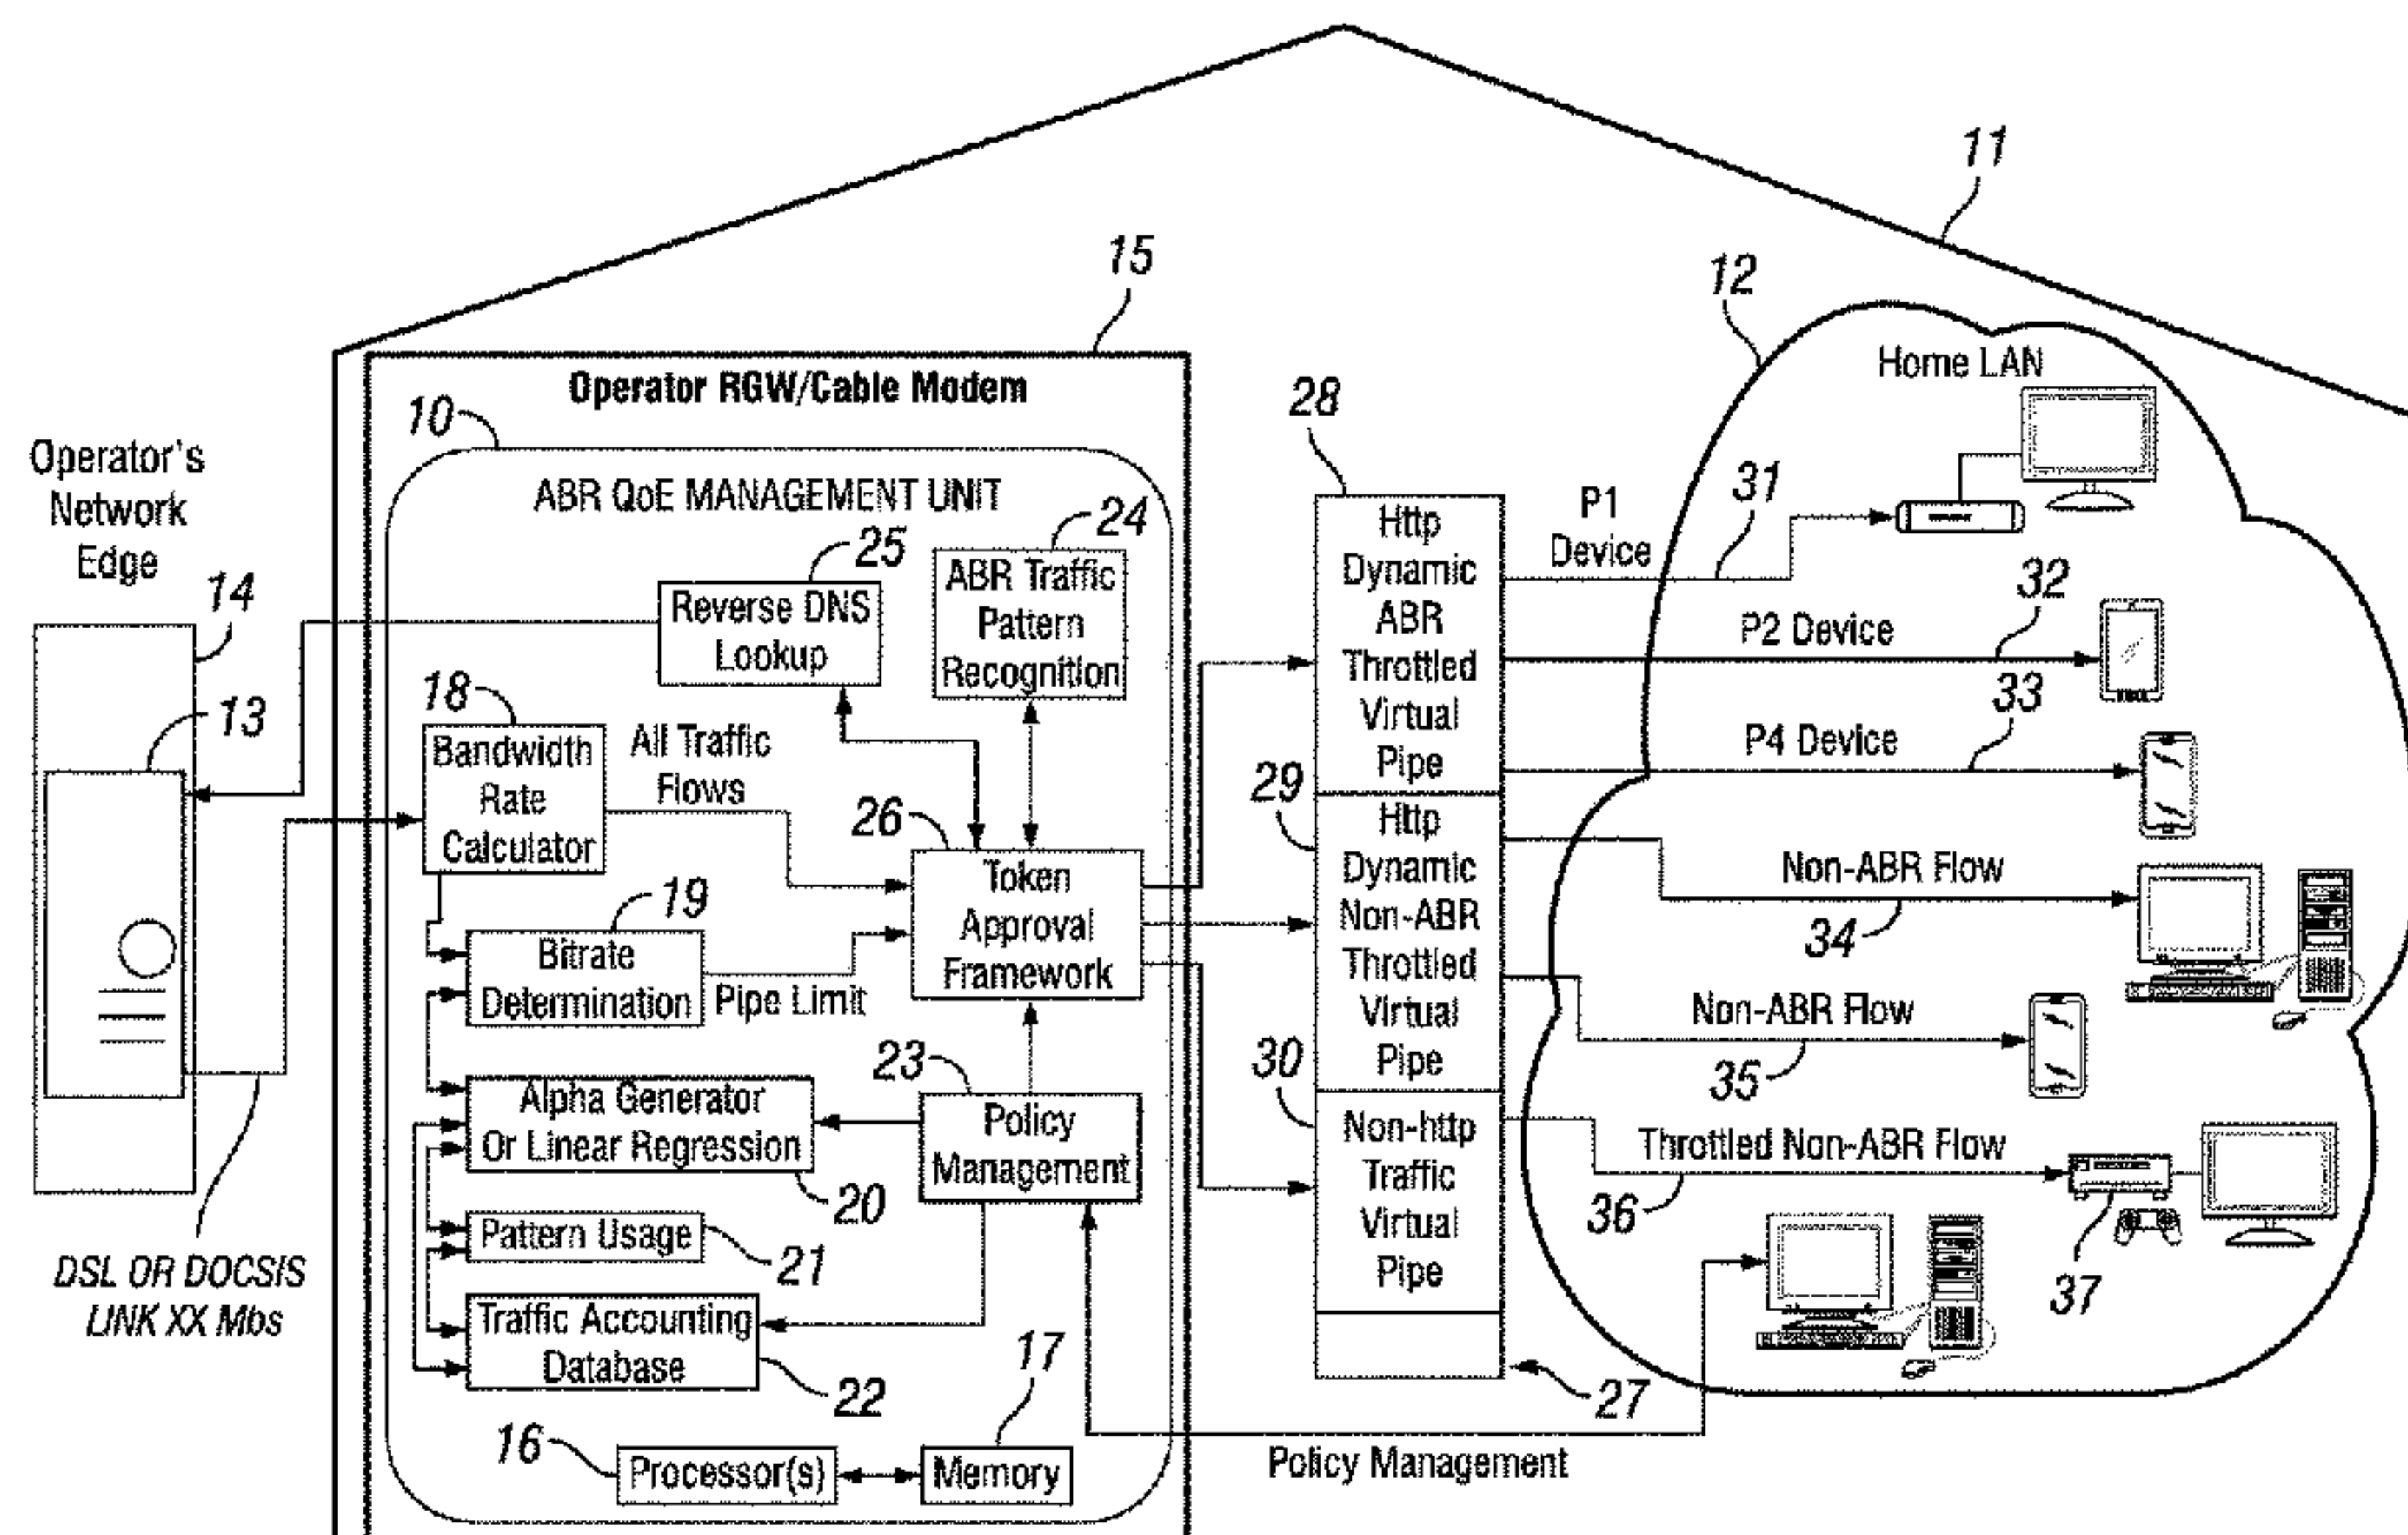 11
15
12
Home LAN
Operator RGW/Cable Modem
28
10
Operator's
Network
Edge
ABR QoE MANAGEMENT UNIT
31
P1
Device
Http
Dynamic
ABR
Throttled
Virtual
Pipe
24
25
ABR Traffic
Pattern
Recognition
Reverse DNS
Lookup
32
P2 Device
14
13
18
33
P4 Device
Bandwidth
Rate
Calculator
All Traffic
Flows
29
26
Http
Dynamic
Non-ABR
Throttled
Virtual
Pipe
Non-ABR Flow
34
Token
Approval
Framework
19
Bitrate
Determination
Pipe Limit
Non-ABR Flow
35
30
23
Alpha Generator
Or Linear Regression
20
Policy
Management
Non-http
Traffic
Virtual
Pipe
Throttled Non-ABR Flow
36
37
Pattern Usage
21
DSL OR DOCSIS
LINK XX Mbs
Traffic Accounting
Database
22
17
27
16
Processor(s)
Memory
Policy Management